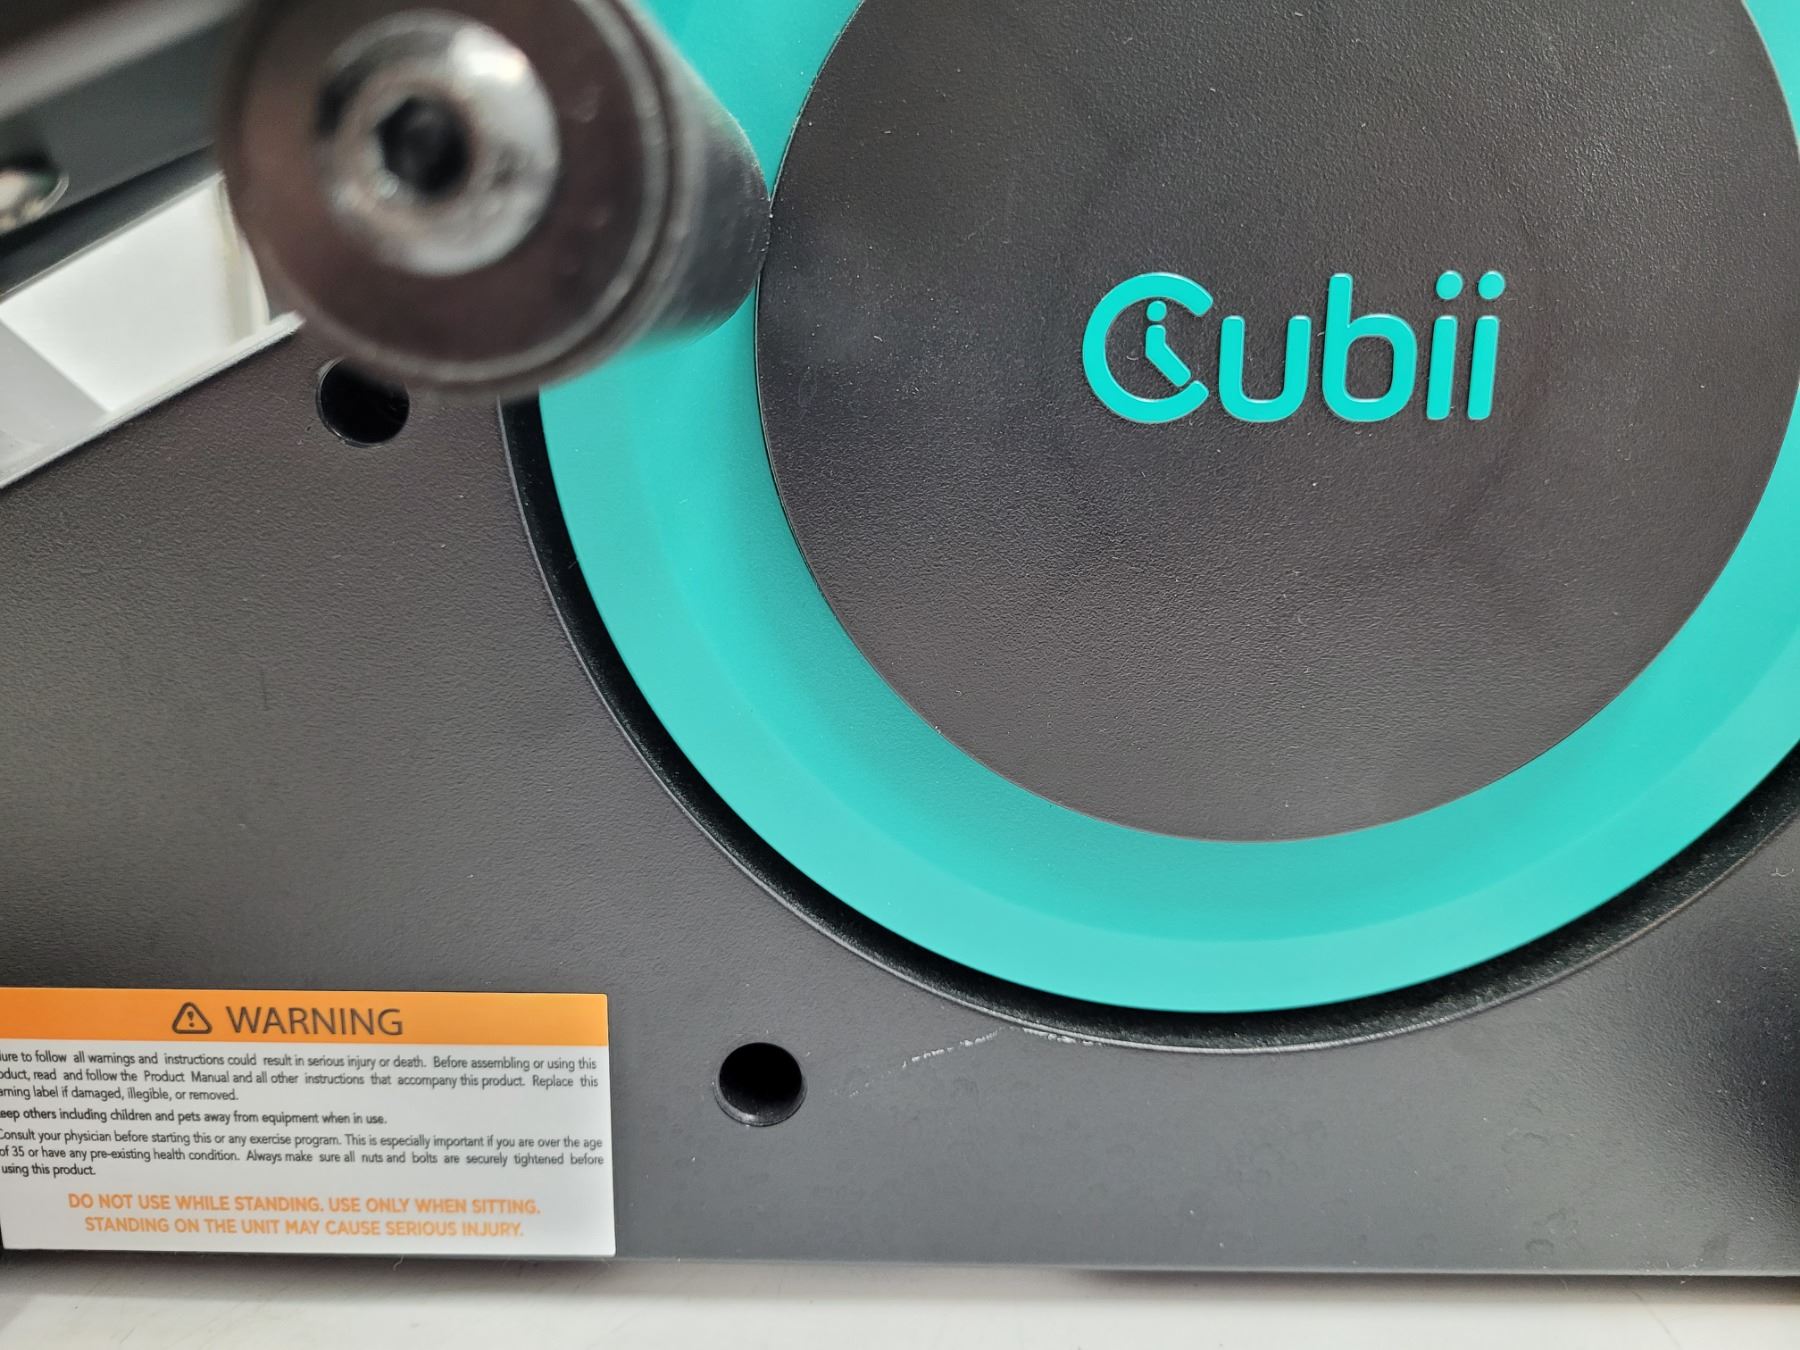 Cubii
WARNING
ure to follow all warnings and instructions could result in serious injury or death. Before assembling or using this
duct, read and follow the Product Manual and all other instructions that accompany this product. Replace this
rning label if damaged, illegible, or removed.
eep others including children and pets away from equipment when in use.
Consult your physician before starting this or any exercise program. This is especially important if you are over the age
of 35 or have any pre-existing health condition. Always make sure all nuts and bolts are securely tightened before
using this product.
DO NOT USE WHILE STANDING. USE ONLY WHEN SITTING.
STANDING ON THE UNIT MAY CAUSE SERIOUS INJURY.